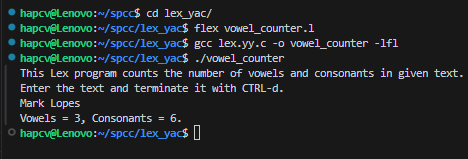 hapcv@Lenovo:~/spcc$ cd lex_yac/
hapcv@Lenovo:~/spcc/lex_yac$ flex vowel_counter.l
hapcv@Lenovo:~/spcc/lex_yac$ gcc lex.yy.c -o vowel_counter -lfl
hapcv@Lenovo:~/spcc/lex_yac$ ./vowel_counter
This Lex program counts the number of vowels and consonants in given text.
Enter the text and terminate it with CTRL-d.
Mark Lopes
Vowels = 3, Consonants = 6.
hapcv@Lenovo:~/spcc/lex_yac$